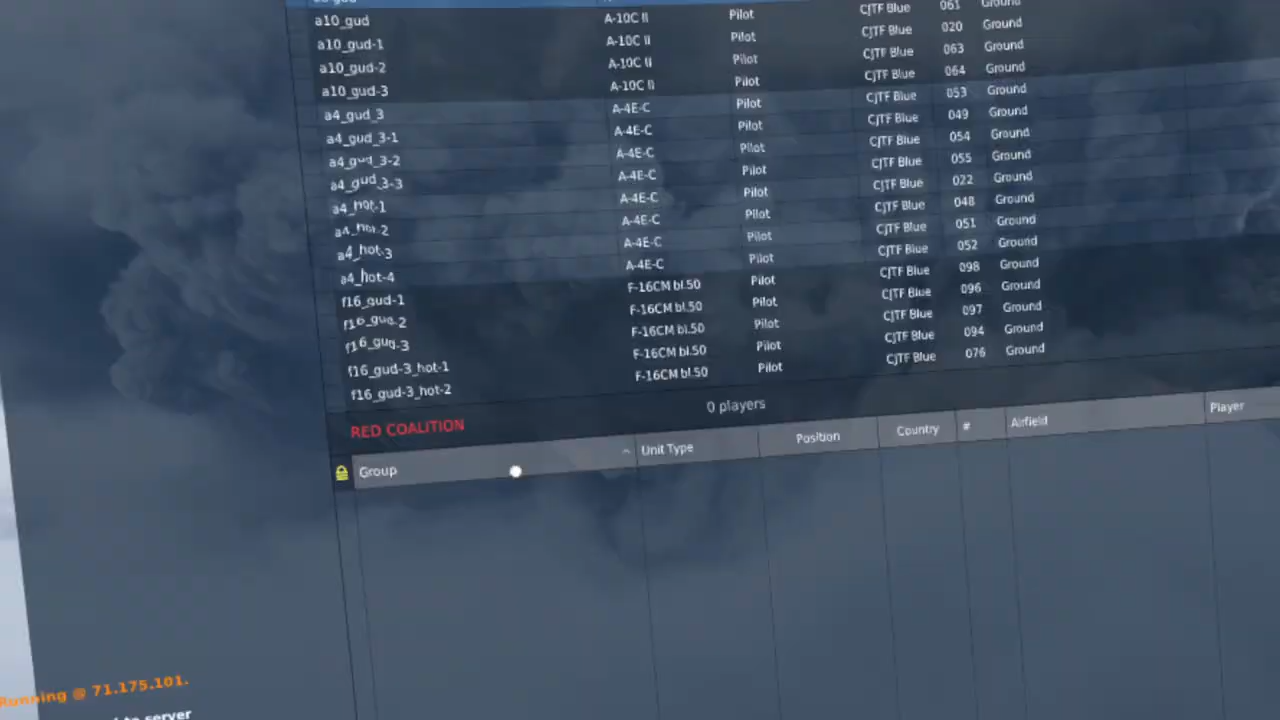 a10_gud A-10C II Pilot CJTF Blue 061 Ground
a10_gud-1 A-10C II Pilot CJTF Blue 020 Ground
a10_gud-2 A-10C II Pilot CJTF Blue 063 Ground
a10_gud-3 A-10C II Pilot CJTF Blue 064 Ground
a4_gud_3 A-4E-C Pilot CJTF Blue 053 Ground
a4_gud_3-1 A-4E-C Pilot CJTF Blue 049 Ground
a4_gud_3-2 A-4E-C Pilot CJTF Blue 054 Ground
a4_gud_3-3 A-4E-C Pilot CJTF Blue 055 Ground
a4_hot-1 A-4E-C Pilot CJTF Blue 022 Ground
a4_hot-2 A-4E-C Pilot CJTF Blue 048 Ground
a4_hot-3 A-4E-C Pilot CJTF Blue 051 Ground
a4_hot-4 A-4E-C Pilot CJTF Blue 052 Ground
f16_gud-1 F-16CM bl.50 Pilot CJTF Blue 098 Ground
f16_gud-2 F-16CM bl.50 Pilot CJTF Blue 096 Ground
f16_gud-3 F-16CM bl.50 Pilot CJTF Blue 097 Ground
f16_gud-3_hot-1 F-16CM bl.50 Pilot CJTF Blue 094 Ground
f16_gud-3_hot-2 F-16CM bl.50 Pilot CJTF Blue 076 Ground
RED COALITION 0 players
Group Unit Type Position Country # Airfield Player
Running @ 71.175.101.
to server